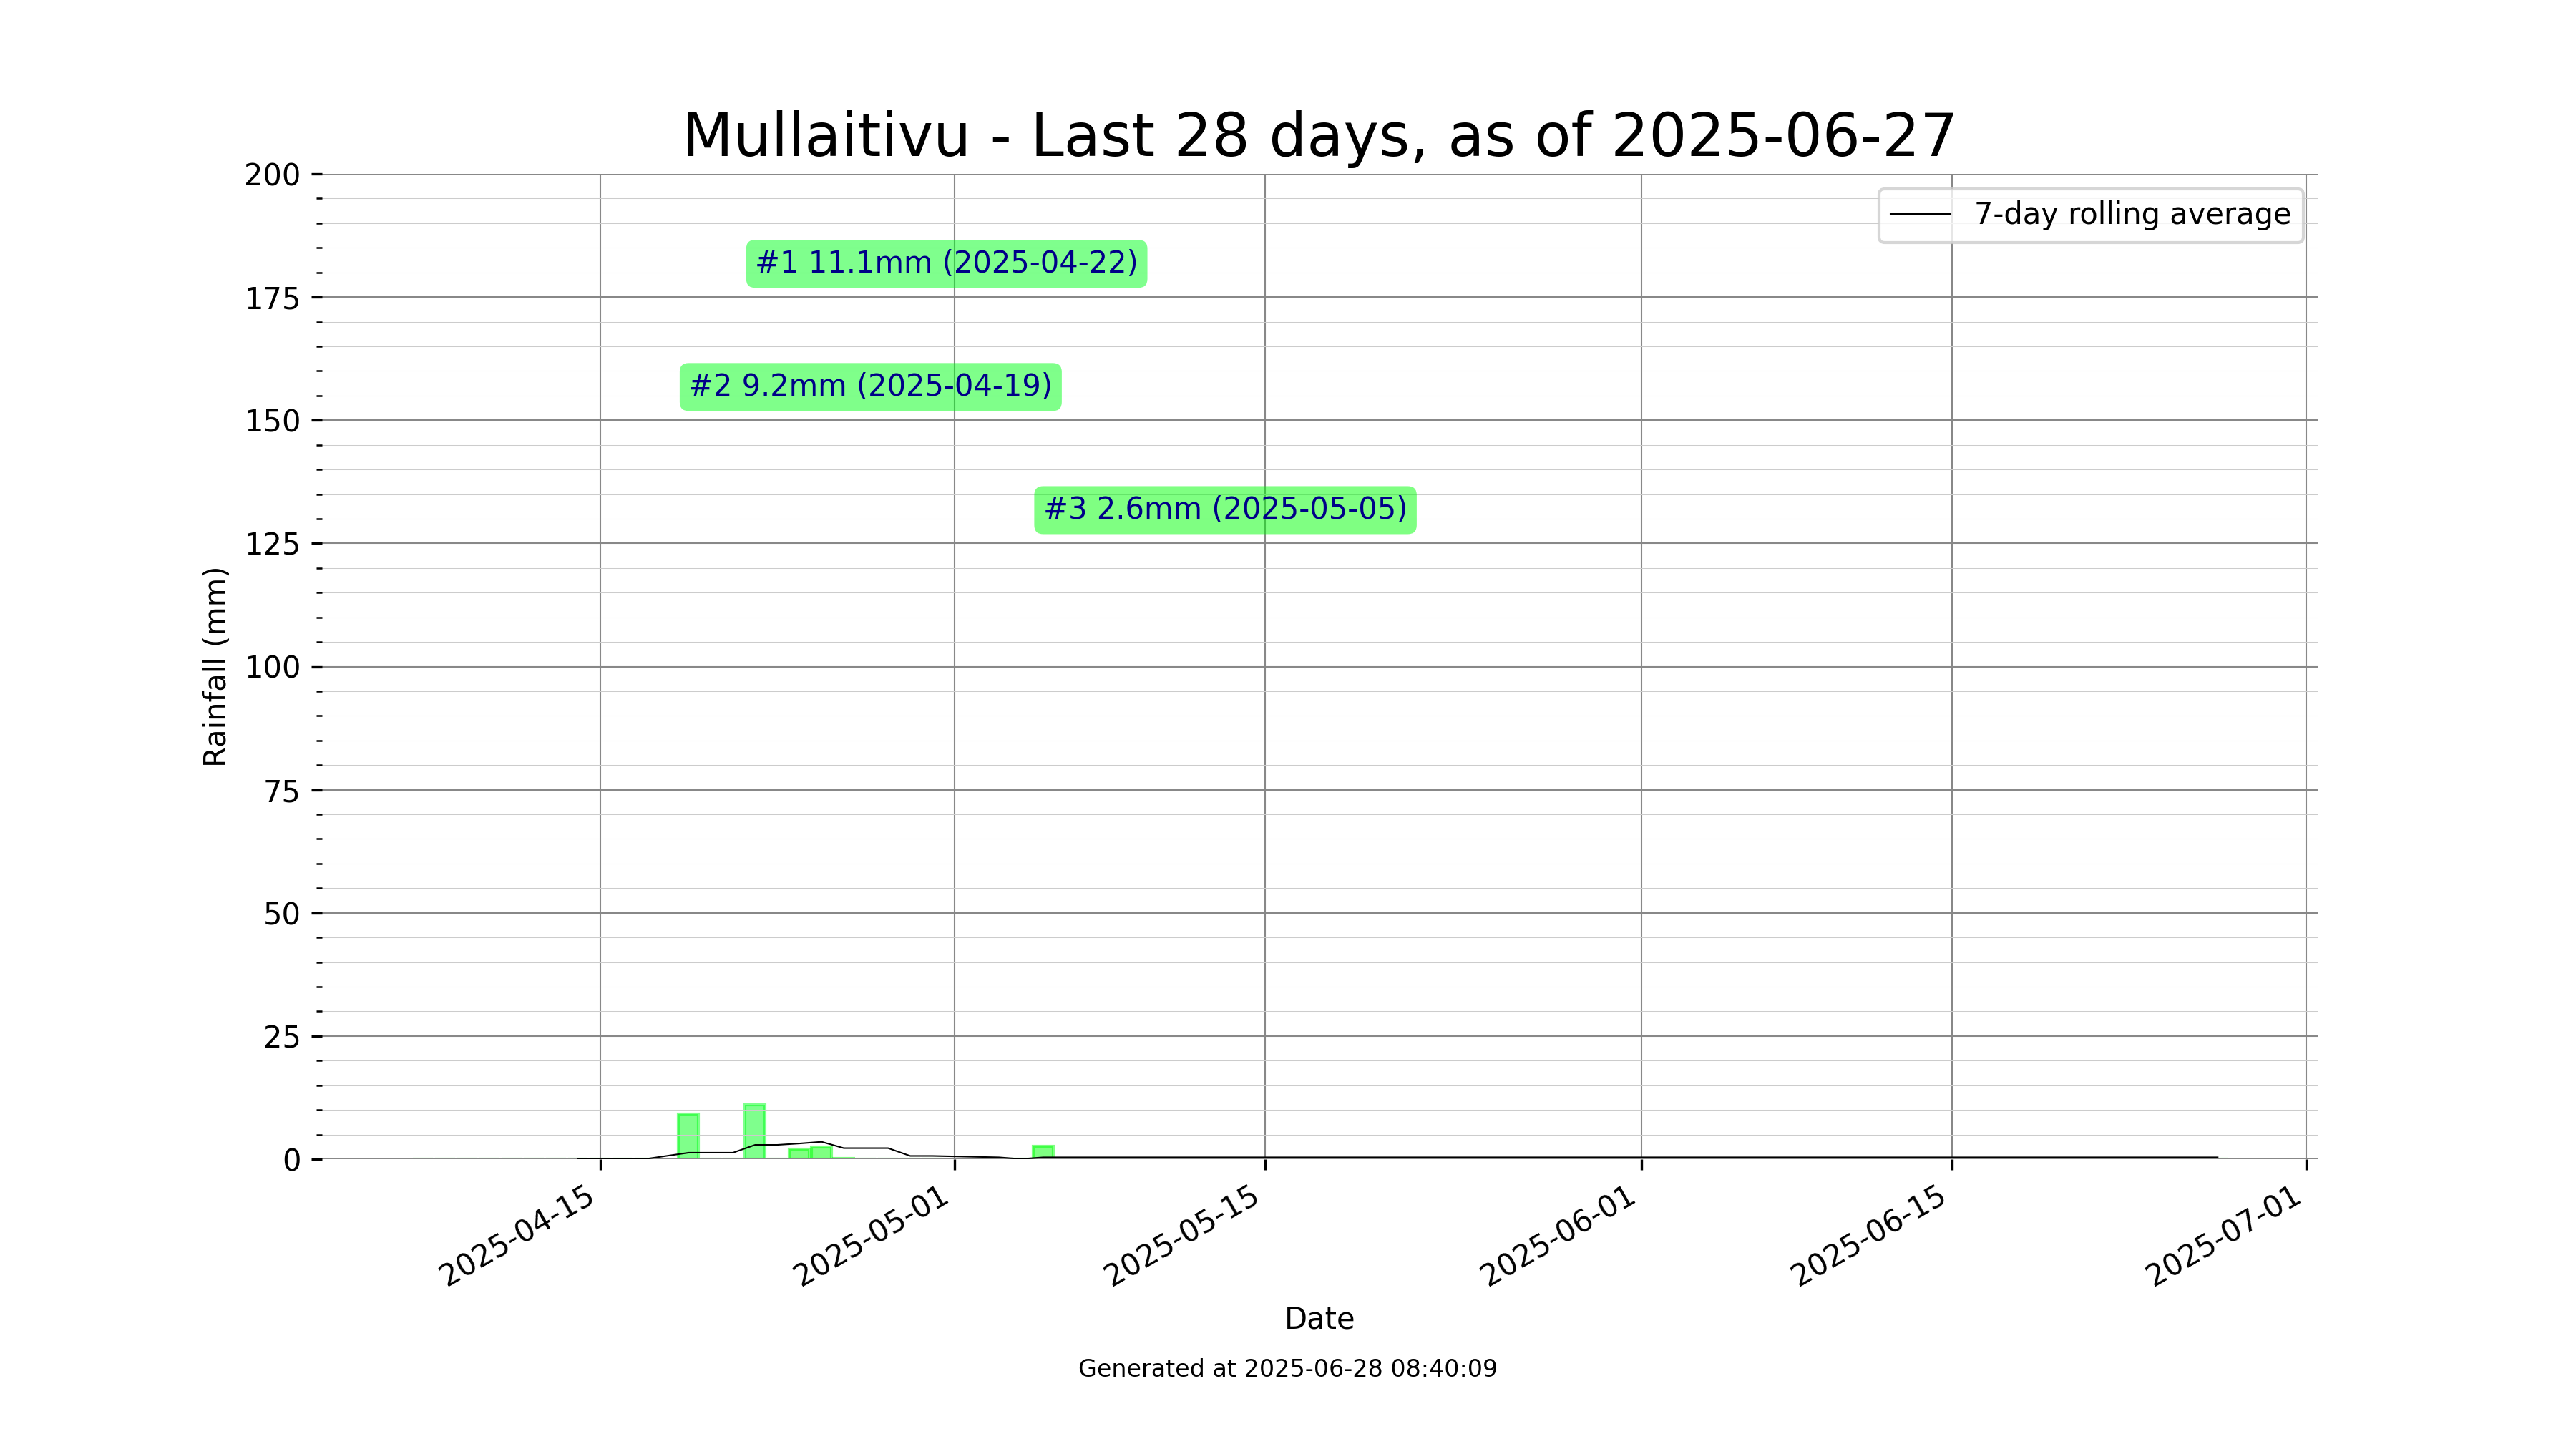 Mullaitivu - Last 28 days, as of 2025-06-27
200
175
150
125
100
75
50
25
0
Rainfall (mm)
7-day rolling average
#1 11.1mm (2025-04-22)
#2 9.2mm (2025-04-19)
#3 2.6mm (2025-05-05)
2025-04-15
2025-05-01
2025-05-15
2025-06-01
2025-06-15
2025-07-01
Date
Generated at 2025-06-28 08:40:09